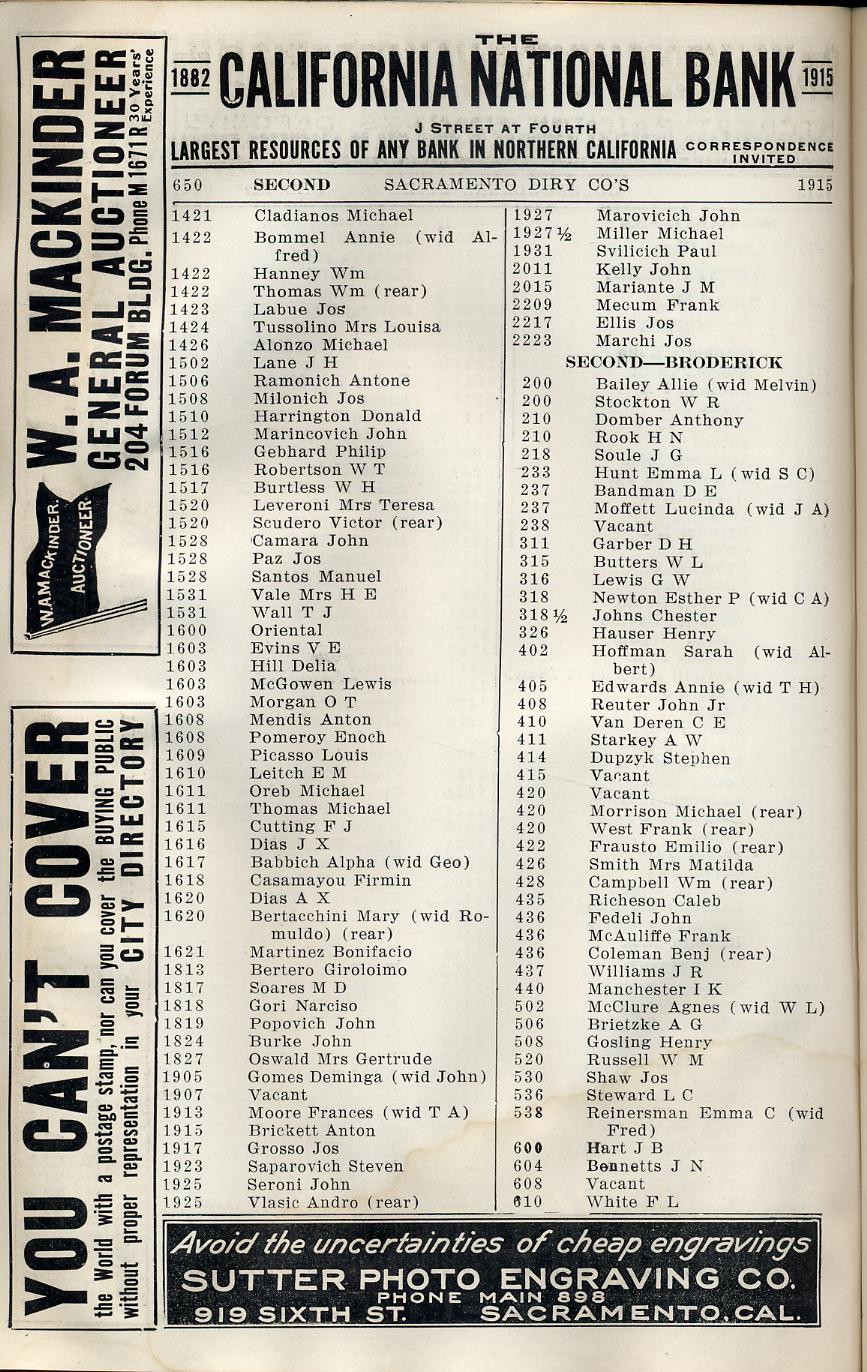 THE
1882 CALIFORNIA NATIONAL BANK 1915
J STREET AT FOURTH
LARGEST RESOURCES OF ANY BANK IN NORTHERN CALIFORNIA CORRESPONDENCE INVITED
650 SECOND SACRAMENTO DIRY CO'S 1915
1421 Cladianos Michael
1422 Bommel Annie (wid Al-
fred)
1422 Hanney Wm
1422 Thomas Wm (rear)
1423 Labue Jos
1424 Tussolino Mrs Louisa
1426 Alonzo Michael
1502 Lane J H
1506 Ramonich Antone
1508 Milonich Jos
1510 Harrington Donald
1512 Marincovich John
1516 Gebhard Philip
1516 Robertson W T
1517 Burtless W H
1520 Leveroni Mrs Teresa
1520 Scudero Victor (rear)
1528 Camara John
1528 Paz Jos
1528 Santos Manuel
1531 Vale Mrs H E
1531 Wall T J
1600 Oriental
1603 Evins V E
1603 Hill Delia
1603 McGowen Lewis
1603 Morgan O T
1608 Mendis Anton
1608 Pomeroy Enoch
1609 Picasso Louis
1610 Leitch E M
1611 Oreb Michael
1611 Thomas Michael
1615 Cutting F J
1616 Dias J X
1617 Babbich Alpha (wid Geo)
1618 Casamayou Firmin
1620 Dias A X
1620 Bertacchini Mary (wid Ro-
muldo) (rear)
1621 Martinez Bonifacio
1813 Bertero Giroloimo
1817 Soares M D
1818 Gori Narciso
1819 Popovich John
1824 Burke John
1827 Oswald Mrs Gertrude
1905 Gomes Deminga (wid John)
1907 Vacant
1913 Moore Frances (wid T A)
1915 Brickett Anton
1917 Grosso Jos
1923 Saparovich Steven
1925 Seroni John
1925 Vlasic Andro (rear)
1927 Marovicich John
1927½ Miller Michael
1931 Svilicich Paul
2011 Kelly John
2015 Mariante J M
2209 Mecum Frank
2217 Ellis Jos
2223 Marchi Jos
SECOND—BRODERICK
200 Bailey Allie (wid Melvin)
200 Stockton W R
210 Domber Anthony
210 Rook H N
218 Soule J G
233 Hunt Emma L (wid S C)
237 Bandman D E
237 Moffett Lucinda (wid J A)
238 Vacant
311 Garber D H
315 Butters W L
316 Lewis G W
318 Newton Esther P (wid C A)
318½ Johns Chester
326 Hauser Henry
402 Hoffman Sarah (wid Al-
bert)
405 Edwards Annie (wid T H)
408 Reuter John Jr
410 Van Deren C E
411 Starkey A W
414 Dupzyk Stephen
415 Vacant
420 Vacant
420 Morrison Michael (rear)
420 West Frank (rear)
422 Frausto Emilio (rear)
426 Smith Mrs Matilda
428 Campbell Wm (rear)
435 Richeson Caleb
436 Fedeli John
436 McAuliffe Frank
436 Coleman Benj (rear)
437 Williams J R
440 Manchester I K
502 McClure Agnes (wid W L)
506 Brietzke A G
508 Gosling Henry
520 Russell W M
530 Shaw Jos
536 Steward L C
538 Reinersman Emma C (wid
Fred)
600 Hart J B
604 Bennetts J N
608 Vacant
610 White F L
W. A. MACKINDER
GENERAL AUCTIONEER
204 FORUM BLDG. Phone M 1671 R 30 Years' Experience
W.A.MACKINDER.
AUCTIONEER.
YOU CAN'T COVER
the World with a postage stamp, nor can you cover the BUYING PUBLIC
without proper representation in your CITY DIRECTORY
Avoid the uncertainties of cheap engravings
SUTTER PHOTO ENGRAVING CO.
PHONE MAIN 898
919 SIXTH ST. SACRAMENTO, CAL.